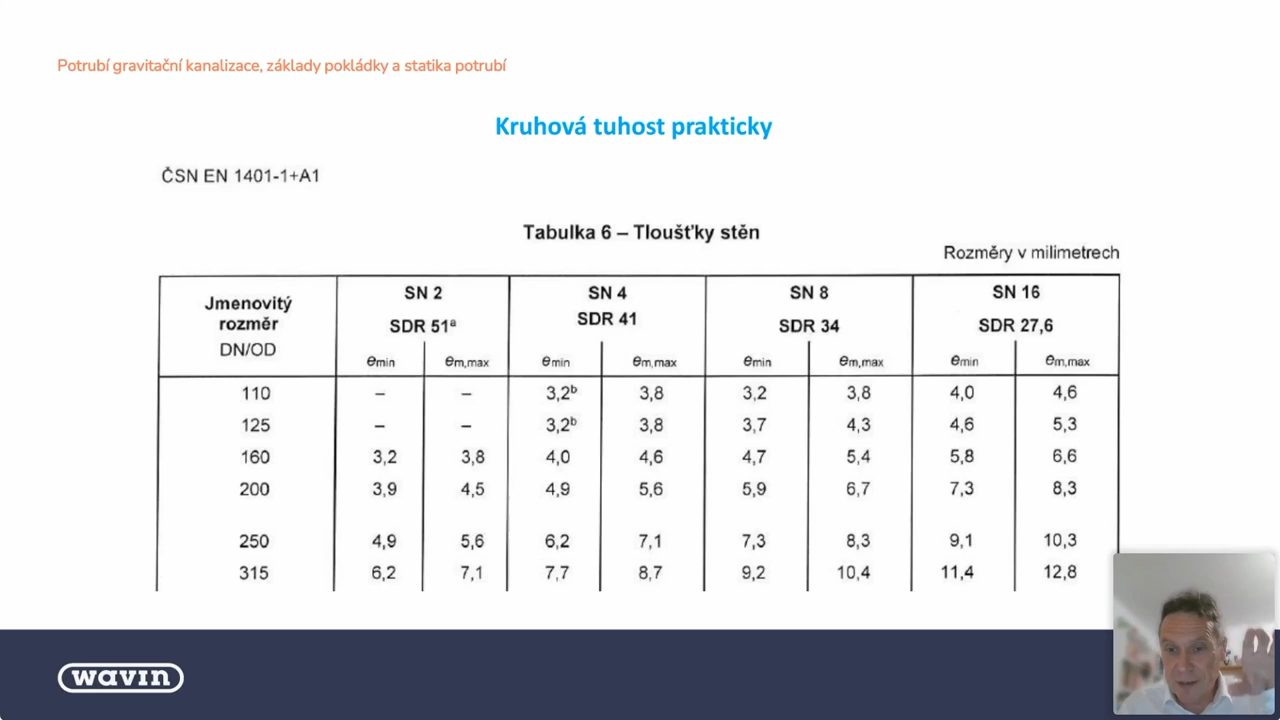 Potrubí gravitační kanalizace, základy pokládky a statika potrubí
Kruhová tuhost prakticky
ČSN EN 1401-1+A1
Tabulka 6 – Tloušťky stěn
Rozměry v milimetrech
Jmenovitý rozměr DN/OD SN 2 SDR 51ª SN 4 SDR 41 SN 8 SDR 34 SN 16 SDR 27,6
emin em,max emin em,max emin em,max emin em,max
110 – – 3,2ᵇ 3,8 3,2 3,8 4,0 4,6
125 – – 3,2ᵇ 3,8 3,7 4,3 4,6 5,3
160 3,2 3,8 4,0 4,6 4,7 5,4 5,8 6,6
200 3,9 4,5 4,9 5,6 5,9 6,7 7,3 8,3
250 4,9 5,6 6,2 7,1 7,3 8,3 9,1 10,3
315 6,2 7,1 7,7 8,7 9,2 10,4 11,4 12,8
wavin